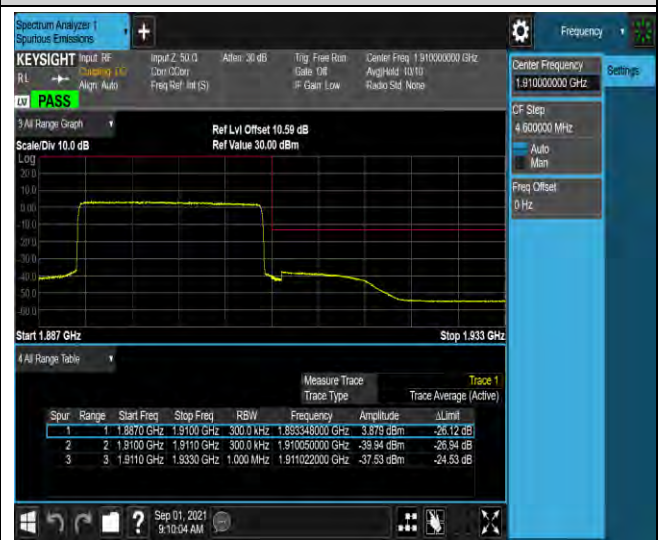 Spectrum Analyzer 1
Spurious Emissions
Frequency
KEYSIGHT
Input: RF
Coupling: DC
Align: Auto
Input Z: 50 Ω
Corr CCorr
Freq Ref: Int (S)
Atten: 30 dB
Trig: Free Run
Gate: Off
IF Gain: Low
Center Freq: 1.910000000 GHz
Avg|Hold: 10/10
Radio Std: None
RL
LV PASS
Center Frequency
1.910000000 GHz
Settings
CF Step
4.600000 MHz
Auto
Man
Freq Offset
0 Hz
3 All Range Graph
Scale/Div 10.0 dB
Ref Lvl Offset 10.59 dB
Ref Value 30.00 dBm
Log
20.0
10.0
0.00
-10.0
-20.0
-30.0
-40.0
-50.0
-60.0
Start 1.887 GHz
Stop 1.933 GHz
4 All Range Table
Measure Trace Trace 1
Trace Type Trace Average (Active)
Spur Range Start Freq Stop Freq RBW Frequency Amplitude ΔLimit
1 1 1.8870 GHz 1.9100 GHz 300.0 kHz 1.893348000 GHz 3.879 dBm -26.12 dB
2 2 1.9100 GHz 1.9110 GHz 300.0 kHz 1.910050000 GHz -39.94 dBm -26.94 dB
3 3 1.9110 GHz 1.9330 GHz 1.000 MHz 1.911022000 GHz -37.53 dBm -24.53 dB
Sep 01, 2021
9:10:04 AM